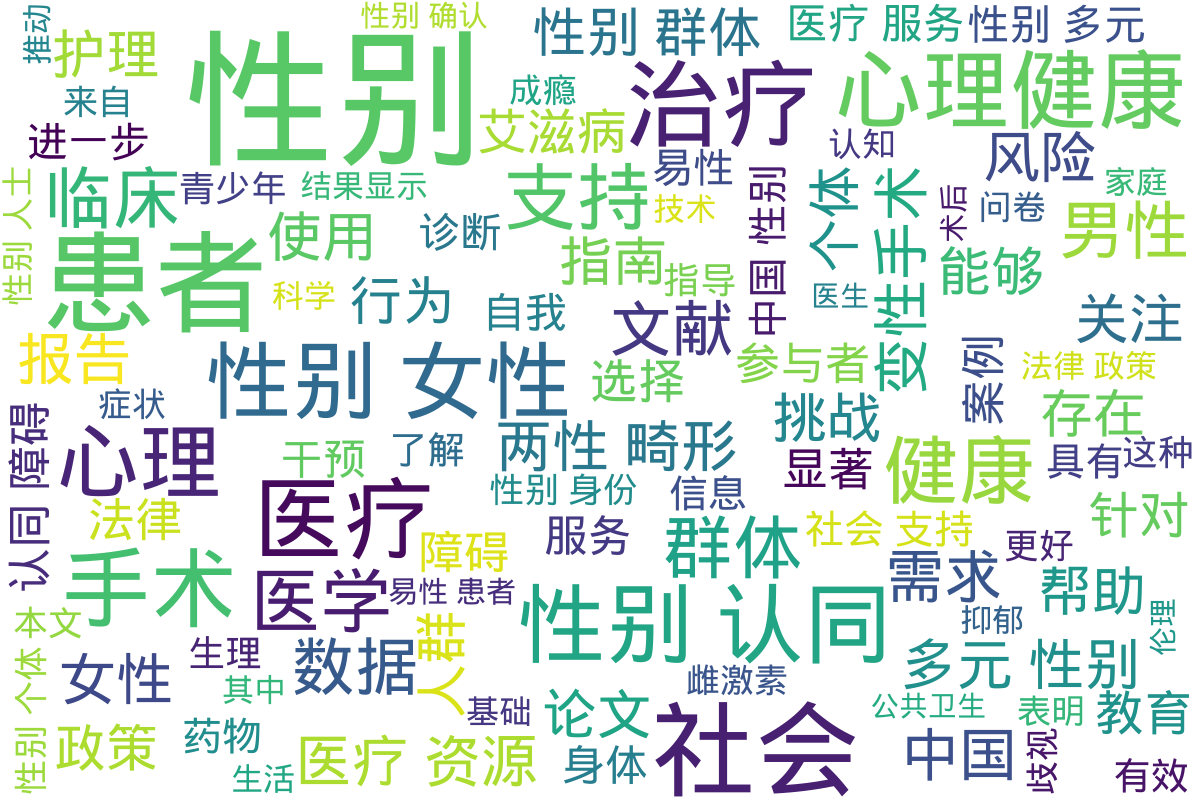 推动
护理
性别 确认
性别 群体
医疗 服务
性别 多元
来自
性别
成瘾
治疗
心理健康
进一步
艾滋病
认知
风险
临床
青少年
结果显示
支持
易性
技术
中国 性别
个体
变性手术
术后
问卷
家庭
男性
性别 人士
患者
使用
诊断
指南
指导
医生
能够
科学
行为
自我
文献
关注
报告
性别 女性
选择
参与者
案例
法律 政策
症状
存在
认同 障碍
心理
干预
了解
两性 畸形
挑战
显著
健康
具有
这种
法律
医疗
性别 身份
信息
针对
障碍
服务
群体
社会 支持
更好
手术
医学
易性 患者
性别 认同
需求
帮助
本文
生理
人群
抑郁
伦理
性别 个体
女性
其中
数据
雌激素
多元 性别
政策
药物
基础
论文
社会
公共卫生
表明
教育
生活
医疗 资源
身体
中国
歧视
有效